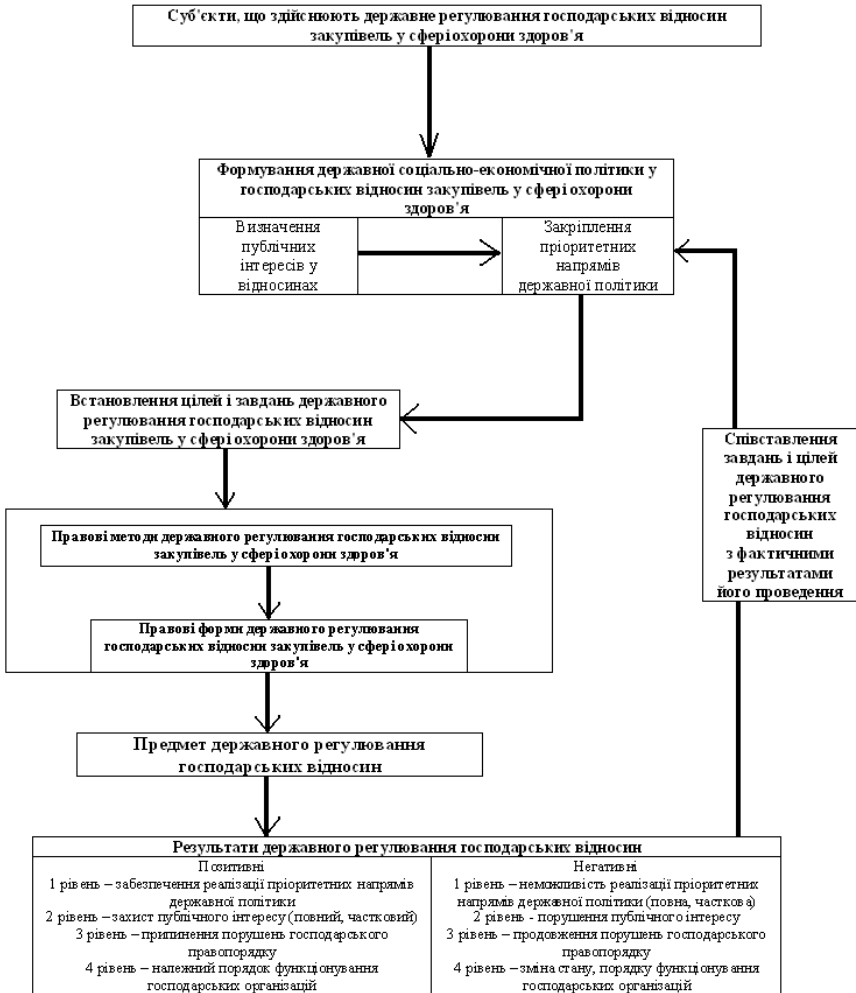 Суб'єкти, що здійснюють державне регулювання господарських відносин
закупівель у сфері охорони здоров'я
Формування державної соціально-економічної політики у
господарських відносин закупівель у сфері охорони
здоров'я
Визначення
публічних
інтересів у
відносинах
Закріплення
пріоритетних
напрямів
державної політики
Встановлення цілей і завдань державного
регулювання господарських відносин
закупівель у сфері охорони здоров'я
Співставлення
завдань і цілей
державного
регулювання
господарських
відносин
з фактичними
результатами
його проведення
Правові методи державного регулювання господарських відносин
закупівель у сфері охорони здоров'я
Правові форми державного регулювання
господарських відносин закупівель у сфері охорони
здоров'я
Предмет державного регулювання
господарських відносин
Результати державного регулювання господарських відносин
Позитивні
1 рівень – забезпечення реалізації пріоритетних напрямів
державної політики
2 рівень – захист публічного інтересу (повний, частковий)
3 рівень – припинення порушень господарського
правопорядку
4 рівень – належний порядок функціонування
господарських організацій
Негативні
1 рівень – неможливість реалізації пріоритетних
напрямів державної політики (повна, часткова)
2 рівень - порушення публічного інтересу
3 рівень – продовження порушень господарського
правопорядку
4 рівень – зміна стану, порядку функціонування
господарських організацій